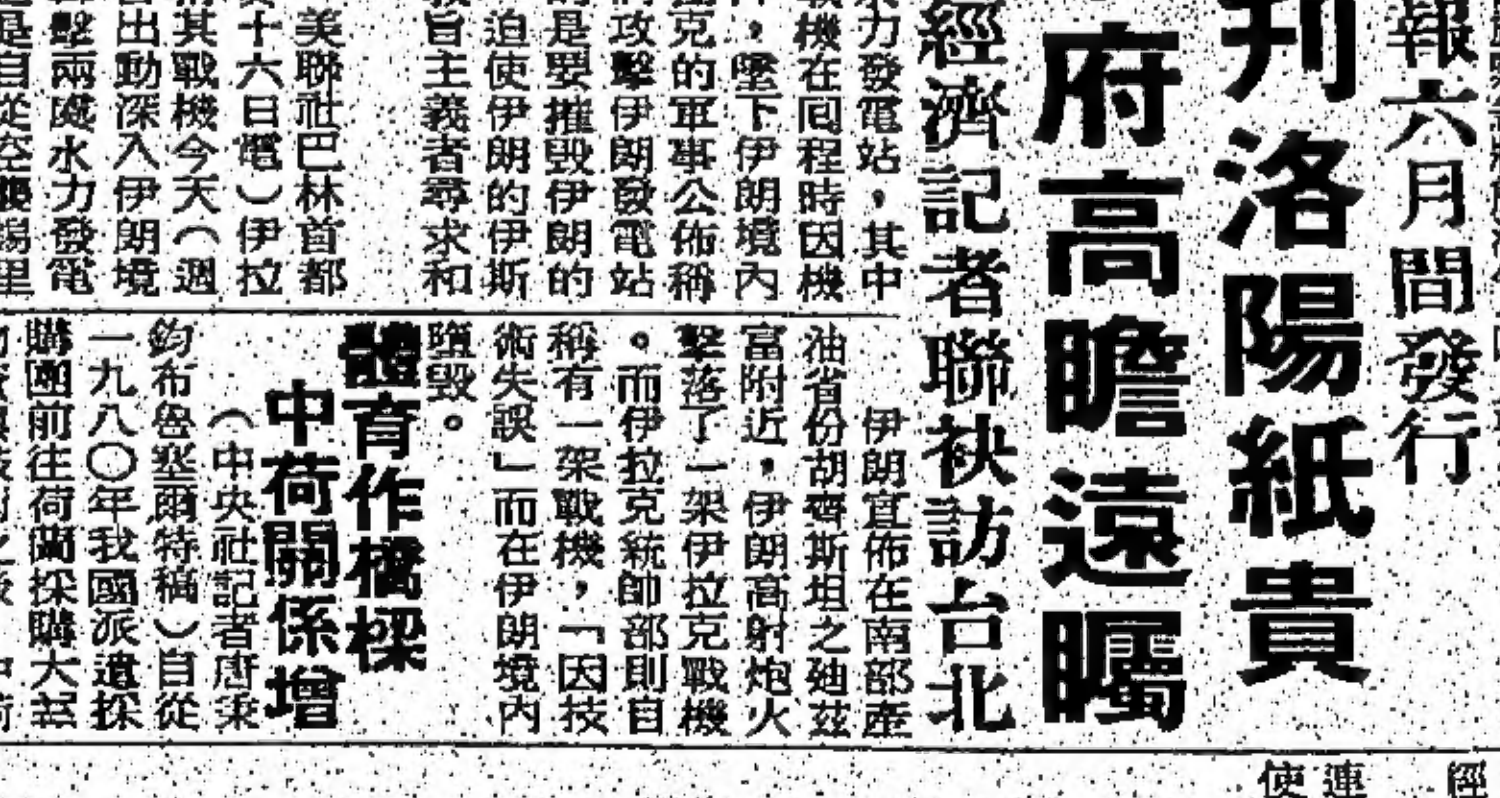 報六月間發行
刊洛陽紙貴
府高瞻遠矚
經濟記者聯袂訪台北
力發電站，其中
戰機在回程時因機
，墜下伊朗境內
克的軍事公佈稱
攻擊伊朗發電站
是要摧毀伊朗的
迫使伊朗的伊斯
旨主義者尋求和
美聯社巴林首都
十六日電）伊拉
其戰機今天（週
出動深入伊朗境
擊兩處水力發電
是自從空襲錫里
伊朗宣佈在南部產
油省份胡齊斯坦之廸茲
富附近，伊朗高射炮火
擊落了一架伊拉克戰機
。而伊拉克統帥部則自
稱有一架戰機，「因技
術失誤」而在伊朗境內
墮毀。
體育作橋樑
中荷關係增
（中央社記者唐秉
鈞布魯塞爾特稿）自從
一九八〇年我國派遣採
購團前往荷蘭採購大宗
連
使